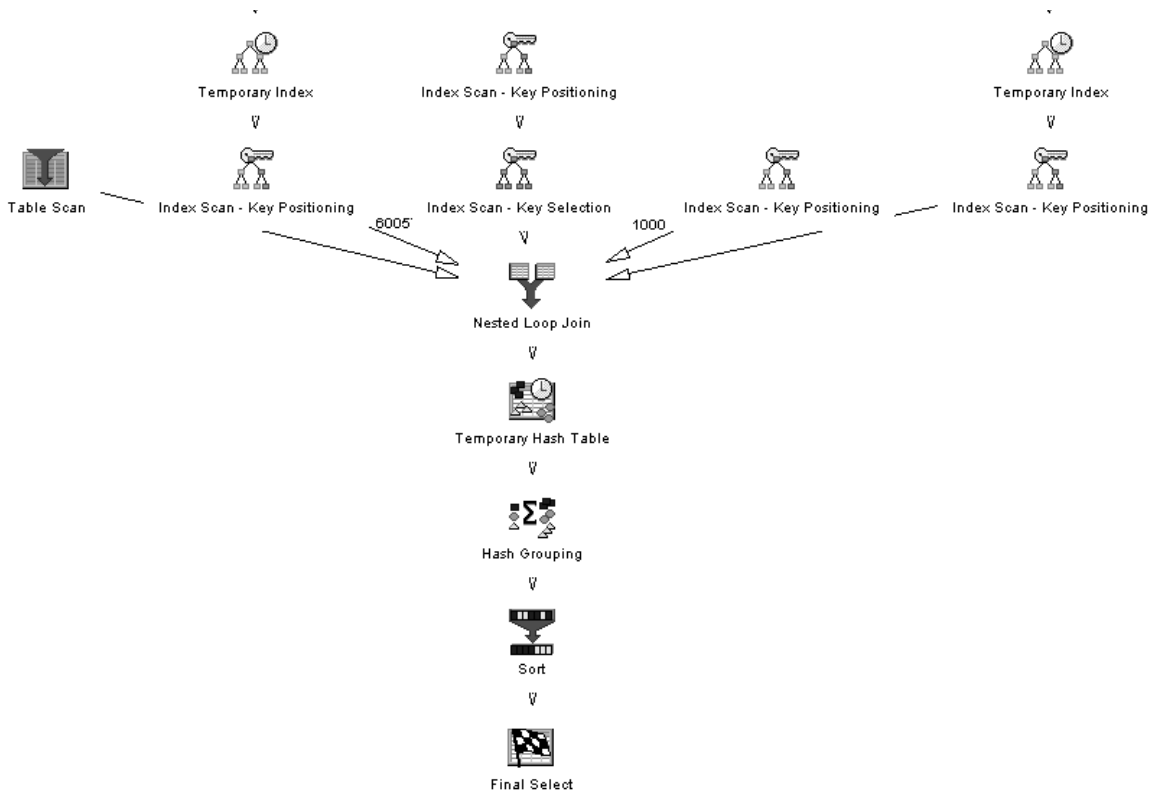 Temporary Index
Index Scan - Key Positioning
Temporary Index
Table Scan
Index Scan - Key Positioning
Index Scan - Key Selection
Index Scan - Key Positioning
Index Scan - Key Positioning
6005
1000
Nested Loop Join
Temporary Hash Table
Σ
Hash Grouping
Sort
Final Select